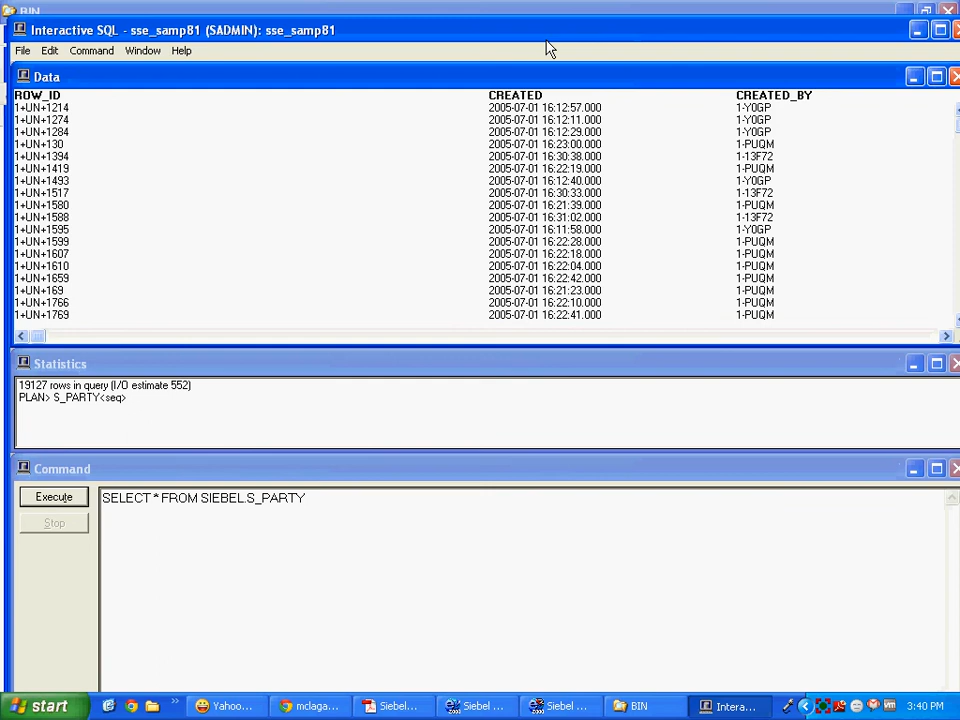 BIN
Interactive SQL - sse_samp81 (SADMIN): sse_samp81
File Edit Command Window Help
Data
ROW_ID CREATED CREATED_BY
1+UN+1214 2005-07-01 16:12:57.000 1-Y0GP
1+UN+1274 2005-07-01 16:12:11.000 1-Y0GP
1+UN+1284 2005-07-01 16:12:29.000 1-Y0GP
1+UN+130 2005-07-01 16:23:00.000 1-PUQM
1+UN+1394 2005-07-01 16:30:38.000 1-13F72
1+UN+1419 2005-07-01 16:22:19.000 1-PUQM
1+UN+1493 2005-07-01 16:12:40.000 1-Y0GP
1+UN+1517 2005-07-01 16:30:33.000 1-13F72
1+UN+1580 2005-07-01 16:21:39.000 1-PUQM
1+UN+1588 2005-07-01 16:31:02.000 1-13F72
1+UN+1595 2005-07-01 16:11:58.000 1-Y0GP
1+UN+1599 2005-07-01 16:22:28.000 1-PUQM
1+UN+1607 2005-07-01 16:22:18.000 1-PUQM
1+UN+1610 2005-07-01 16:22:04.000 1-PUQM
1+UN+1659 2005-07-01 16:22:42.000 1-PUQM
1+UN+169 2005-07-01 16:21:23.000 1-PUQM
1+UN+1766 2005-07-01 16:22:10.000 1-PUQM
1+UN+1769 2005-07-01 16:22:41.000 1-PUQM
Statistics
19127 rows in query (I/O estimate 552)
PLAN> S_PARTY<seq>
Command
Execute
SELECT * FROM SIEBEL.S_PARTY
Stop
start Yahoo... mclaga... Siebel... Siebel ... Siebel ... BIN Intera... 3:40 PM